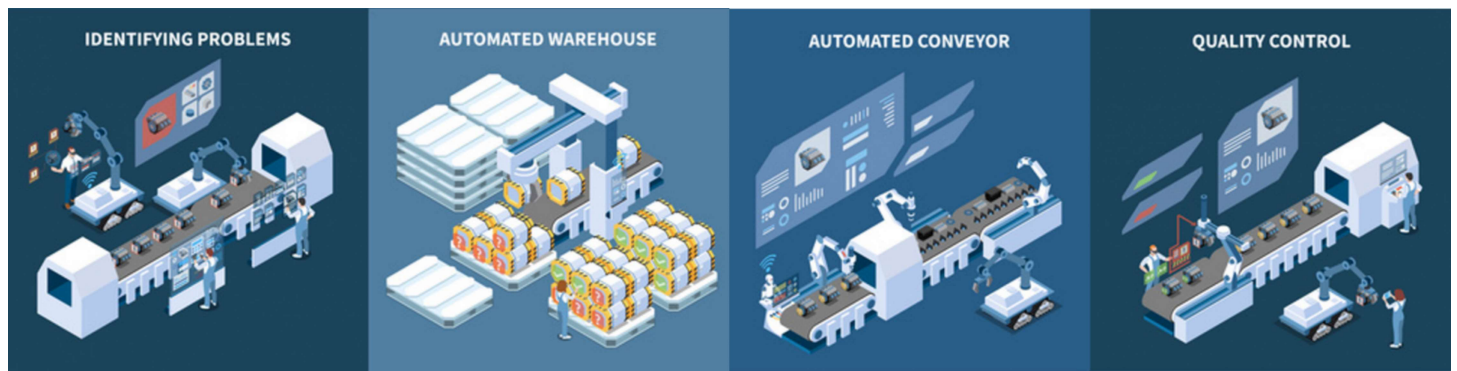 IDENTIFYING PROBLEMS
AUTOMATED WAREHOUSE
AUTOMATED CONVEYOR
QUALITY CONTROL